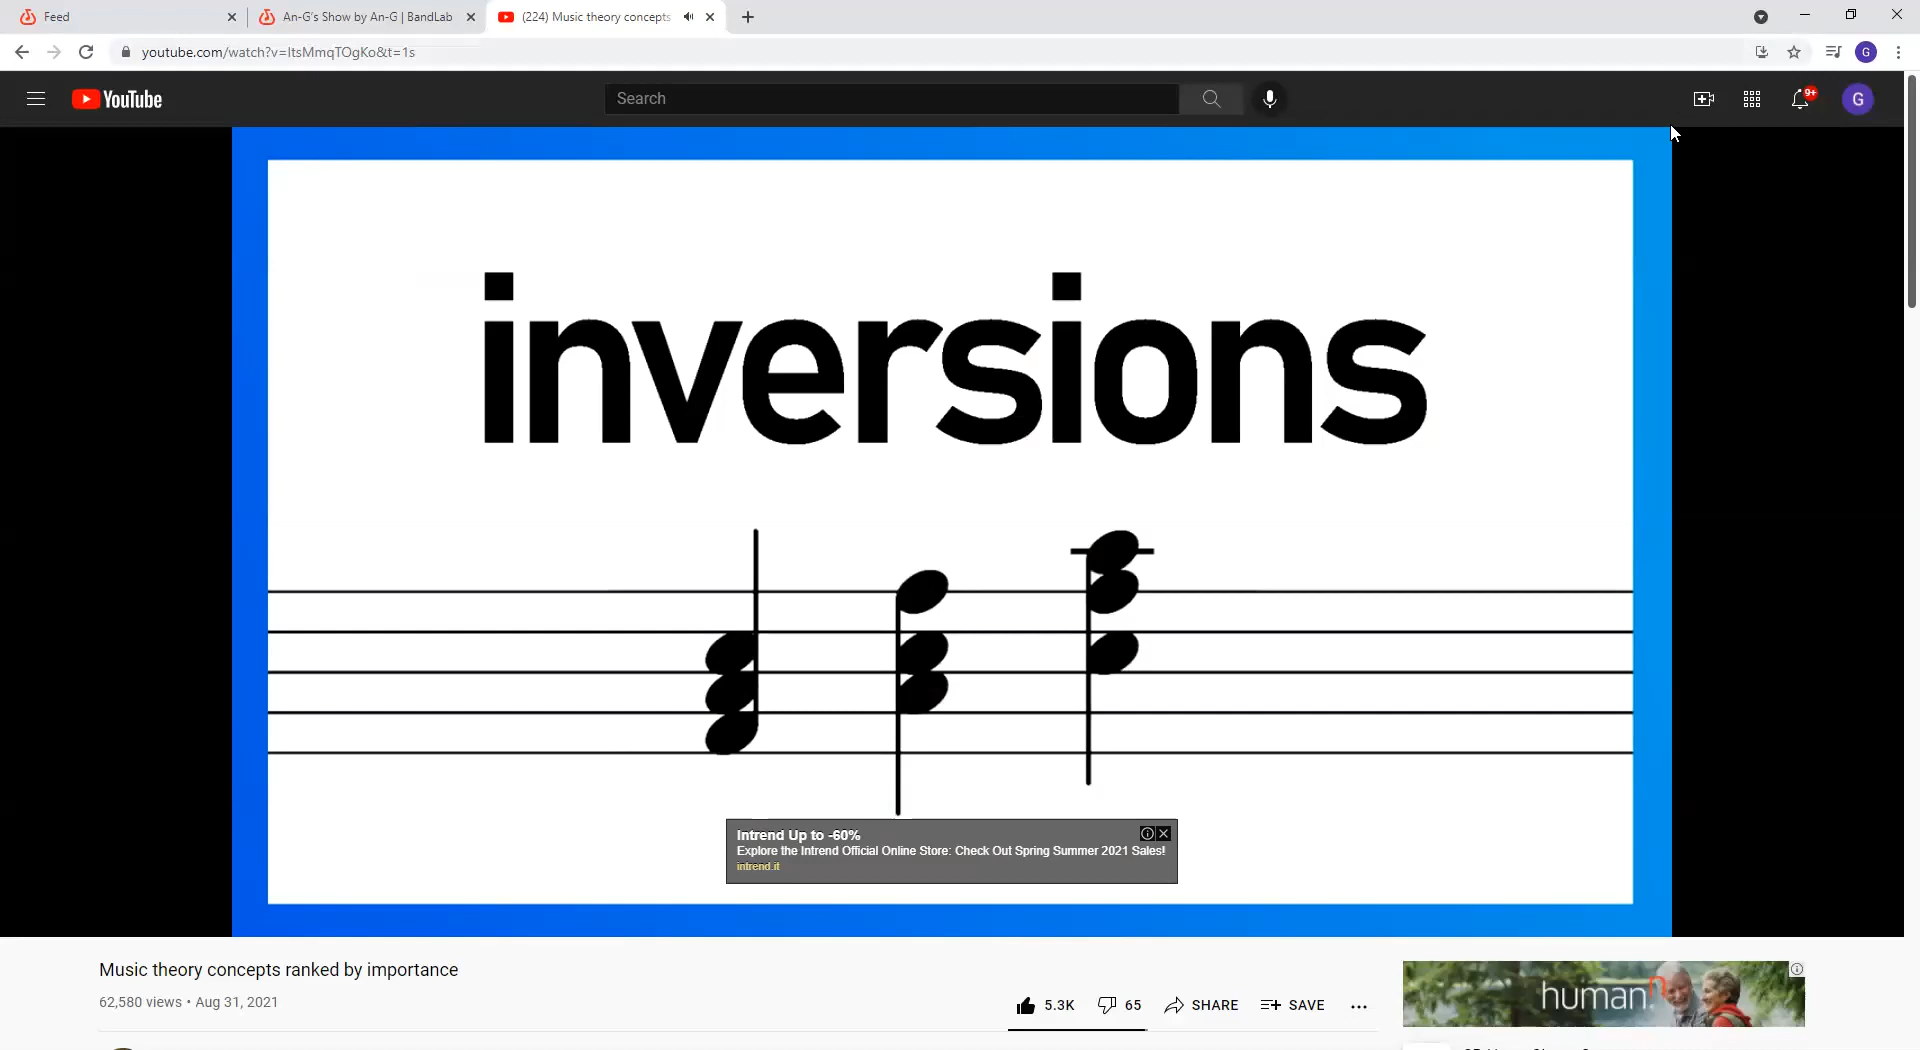 Feed
An-G's Show by An-G | BandLab
(224) Music theory concepts
youtube.com/watch?v=ItsMmqTOgKo&t=1s
G
YouTube
Search
9+
G
inversions
Intrend Up to -60%
Explore the Intrend Official Online Store: Check Out Spring Summer 2021 Sales!
intrend.it
Music theory concepts ranked by importance
62,580 views • Aug 31, 2021
5.3K
65
SHARE
SAVE
humann